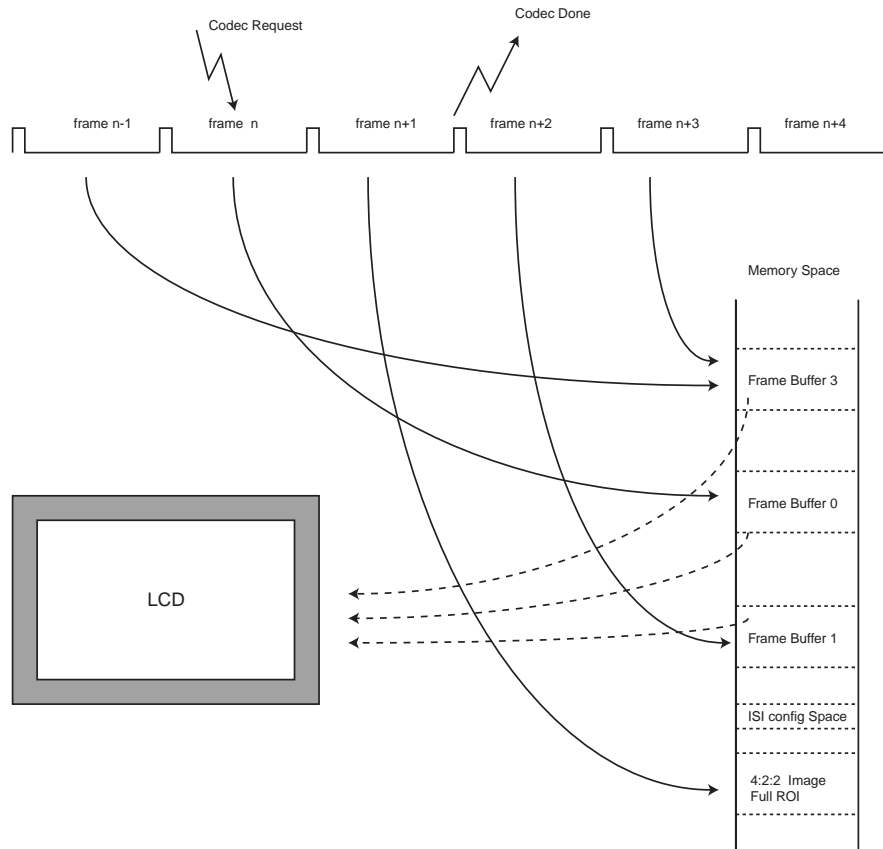 Codec Request
Codec Done
frame n-1
frame n
frame n+1
frame n+2
frame n+3
frame n+4
Memory Space
Frame Buffer 3
Frame Buffer 0
LCD
Frame Buffer 1
ISI config Space
4:2:2 Image
Full ROI